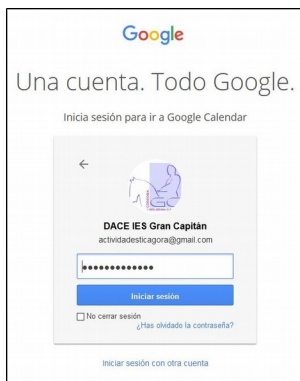 Google
Una cuenta. Todo Google.
Inicia sesión para ir a Google Calendar
DACE IES Gran Capitán
actividadesticagora@gmail.com
•••••••••••••
Iniciar sesión
No cerrar sesión
¿Has olvidado la contraseña?
Iniciar sesión con otra cuenta